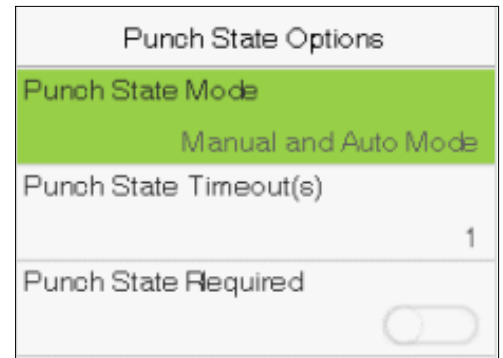 Punch State Options
Punch State Mode
Manual and Auto Mode
Punch State Timeout(s)
1
Punch State Required